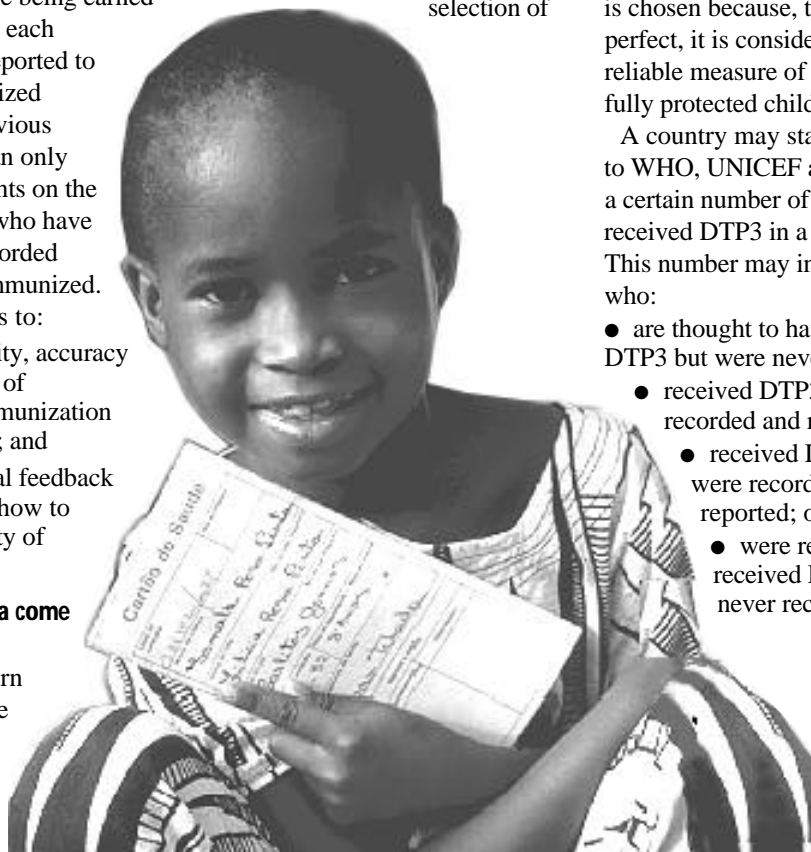 e being earned
each
ported to
ized
vious
n only
nts on the
who have
orded
mmunized.
s to:
ity, accuracy
of
munization
; and
al feedback
how to
ty of
a come
rn
e
selection of
is chosen because, t
perfect, it is conside
reliable measure of
fully protected child
A country may sta
to WHO, UNICEF a
a certain number of
received DTP3 in a
This number may in
who:
● are thought to ha
DTP3 but were neve
● received DTP
recorded and r
● received I
were record
reported; o
● were re
received I
never rec
Cartão de Saúde